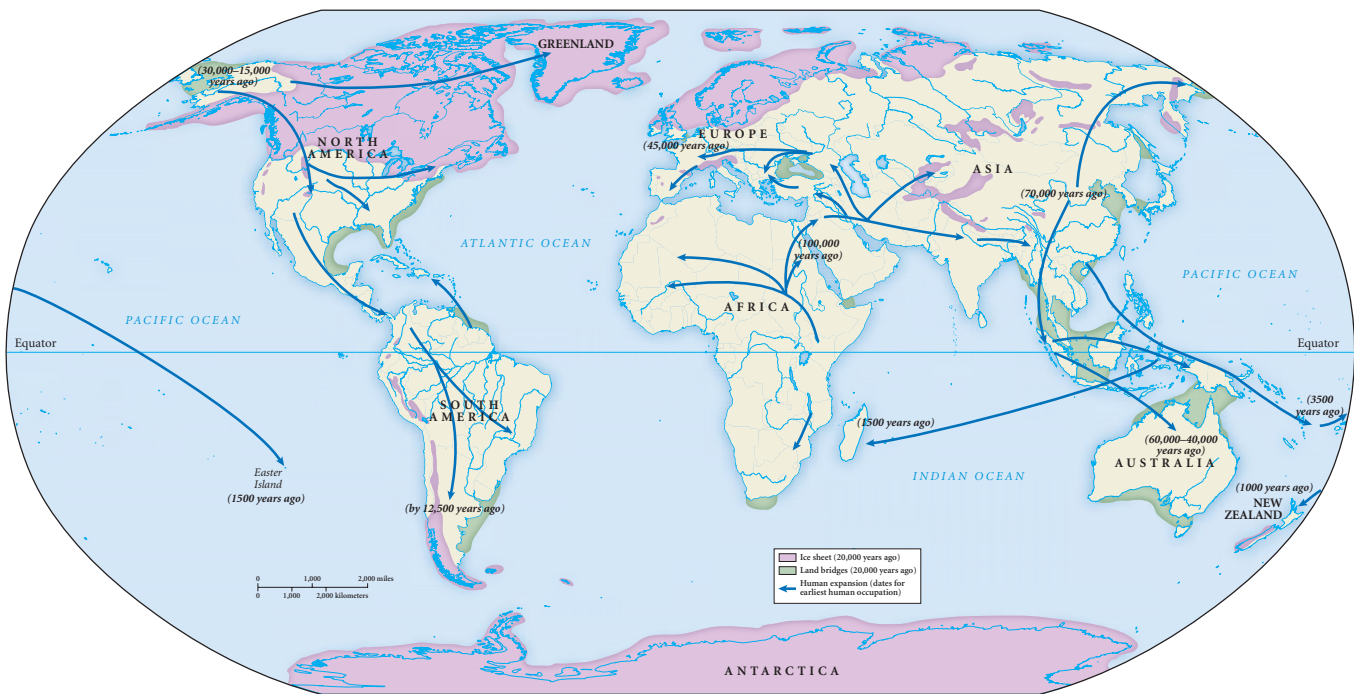 GREENLAND
(30,000–15,000
years ago)
NORTH
AMERICA
EUROPE
(45,000 years ago)
ASIA
(70,000 years ago)
ATLANTIC OCEAN
(100,000
years ago)
PACIFIC OCEAN
AFRICA
PACIFIC OCEAN
Equator
Equator
SOUTH
AMERICA
(3500
years ago)
(1500 years ago)
(60,000–40,000
years ago)
AUSTRALIA
Easter
Island
(1500 years ago)
INDIAN OCEAN
(1000 years ago)
NEW
ZEALAND
(by 12,500 years ago)
Ice sheet (20,000 years ago)
Land bridges (20,000 years ago)
Human expansion (dates for
earliest human occupation)
0 1,000 2,000 miles
0 1,000 2,000 kilometers
ANTARCTICA